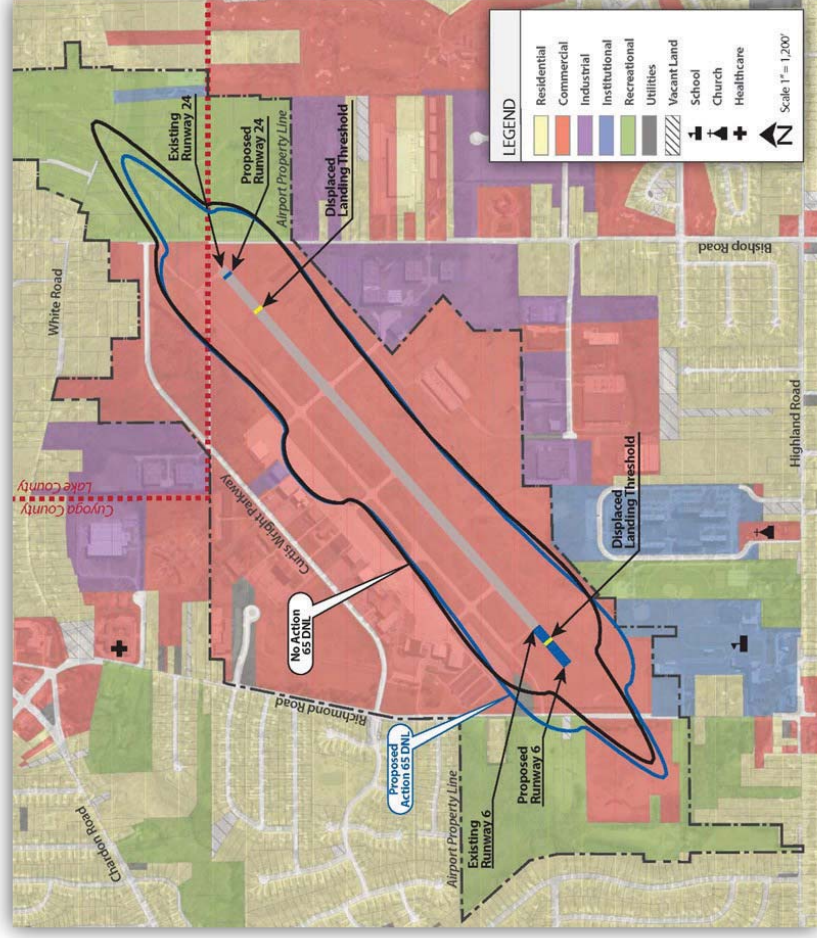 White Road
Existing
Runway 24
Proposed
Runway 24
Airport Property Line
Displaced
Landing Threshold
Lake County
Cuyoga County
Curtis Wright Parkway
No Action
65 DNL
Richmond Road
Chardon Road
Proposed
Action 65 DNL
Airport Property Line
Existing
Runway 6
Proposed
Runway 6
Displaced
Landing Threshold
Bishop Road
Highland Road
LEGEND
Residential
Commercial
Industrial
Institutional
Recreational
Utilities
Vacant Land
School
Church
Healthcare
N
Scale 1" = 1,200'